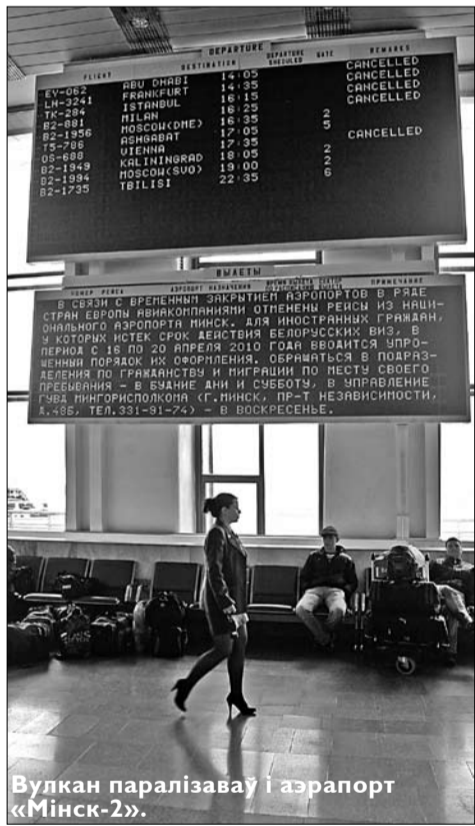 DEPARTURE
FLIGHT DESTINATION DEPARTURE SHEDULED GATE REMARKS
EY-062 ABU DHABI 14:05 CANCELLED
LH-3241 FRANKFURT 14:35 CANCELLED
TK-284 ISTANBUL 16:15 CANCELLED
B2-881 MILAN 16:25 CANCELLED
B2-1956 MOSCOW(DME) 16:35 2
T5-786 ASHGABAT 17:05 5
OS-688 VIENNA 17:35 CANCELLED
B2-1949 KALININGRAD 18:05 2
B2-1994 MOSCOW(SVO) 19:00 2
B2-1735 TBILISI 22:35 6
ВЫЛЕТЫ
НОМЕР РЕЙСА АЭРОПОРТ НАЗНАЧЕНИЯ ВРЕМЯ ВЫЛЕТА СЕКТОР ПРИМЕЧАНИЕ
В СВЯЗИ С ВРЕМЕННЫМ ЗАКРЫТИЕМ АЭРОПОРТОВ В РЯДЕ
СТРАН ЕВРОПЫ АВИАКОМПАНИЯМИ ОТМЕНЕНЫ РЕЙСЫ ИЗ НАЦИ-
ОНАЛЬНОГО АЭРОПОРТА МИНСК. ДЛЯ ИНОСТРАННЫХ ГРАЖДАН,
У КОТОРЫХ ИСТЕК СРОК ДЕЙСТВИЯ БЕЛОРУССКИХ ВИЗ, В
ПЕРИОД С 16 ПО 20 АПРЕЛЯ 2010 ГОДА ВВОДИТСЯ УПРО-
ЩЕННЫЙ ПОРЯДОК ИХ ОФОРМЛЕНИЯ. ОБРАЩАТЬСЯ В ПОДРАЗ-
ДЕЛЕНИЯ ПО ГРАЖДАНСТВУ И МИГРАЦИИ ПО МЕСТУ СВОЕГО
ПРЕБЫВАНИЯ - В БУДНИЕ ДНИ И СУББОТУ, В УПРАВЛЕНИЕ
ГУВД МИНГОРИСПОЛКОМА (Г.МИНСК, ПР-Т НЕЗАВИСИМОСТИ,
Д.48Б, ТЕЛ.331-91-74) - В ВОСКРЕСЕНЬЕ.
Вулкан паралізаваў і аэрапорт
«Мінск-2».